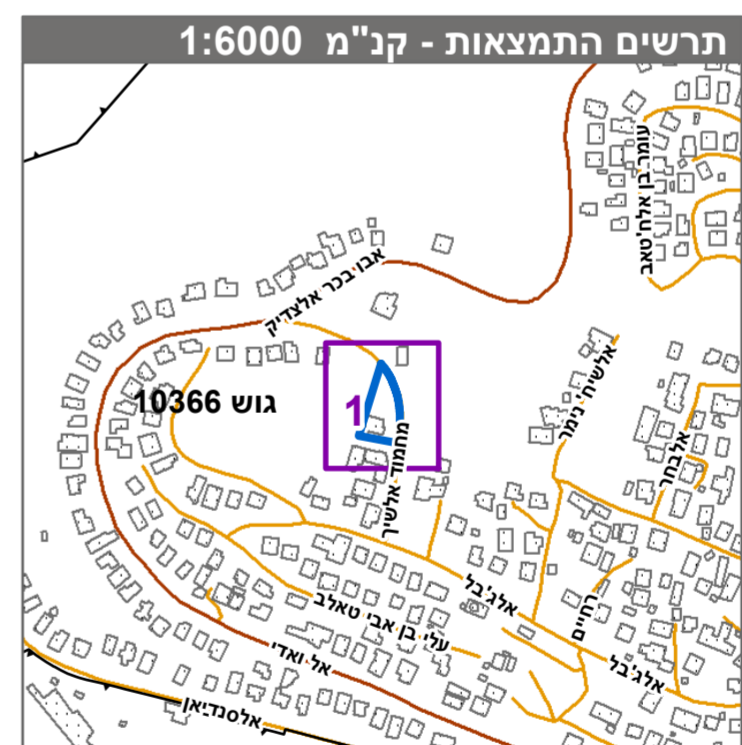 תרשים התמצאות - קנ"מ 1:6000
עומר בן אלח'טאב
אבו בכר אלצדיק
אלשיח' נימר
גוש 10366
1
מחמוד אלשיך
אלבחר
אלג'בל
רחיים
עלי בן אבי טאלב
אל ואדי
אלג'בל
אלסנדיאן